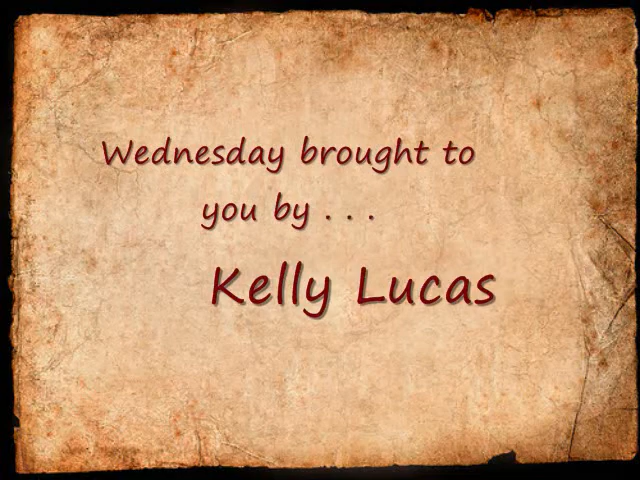 Wednesday brought to
you by . . .
Kelly Lucas